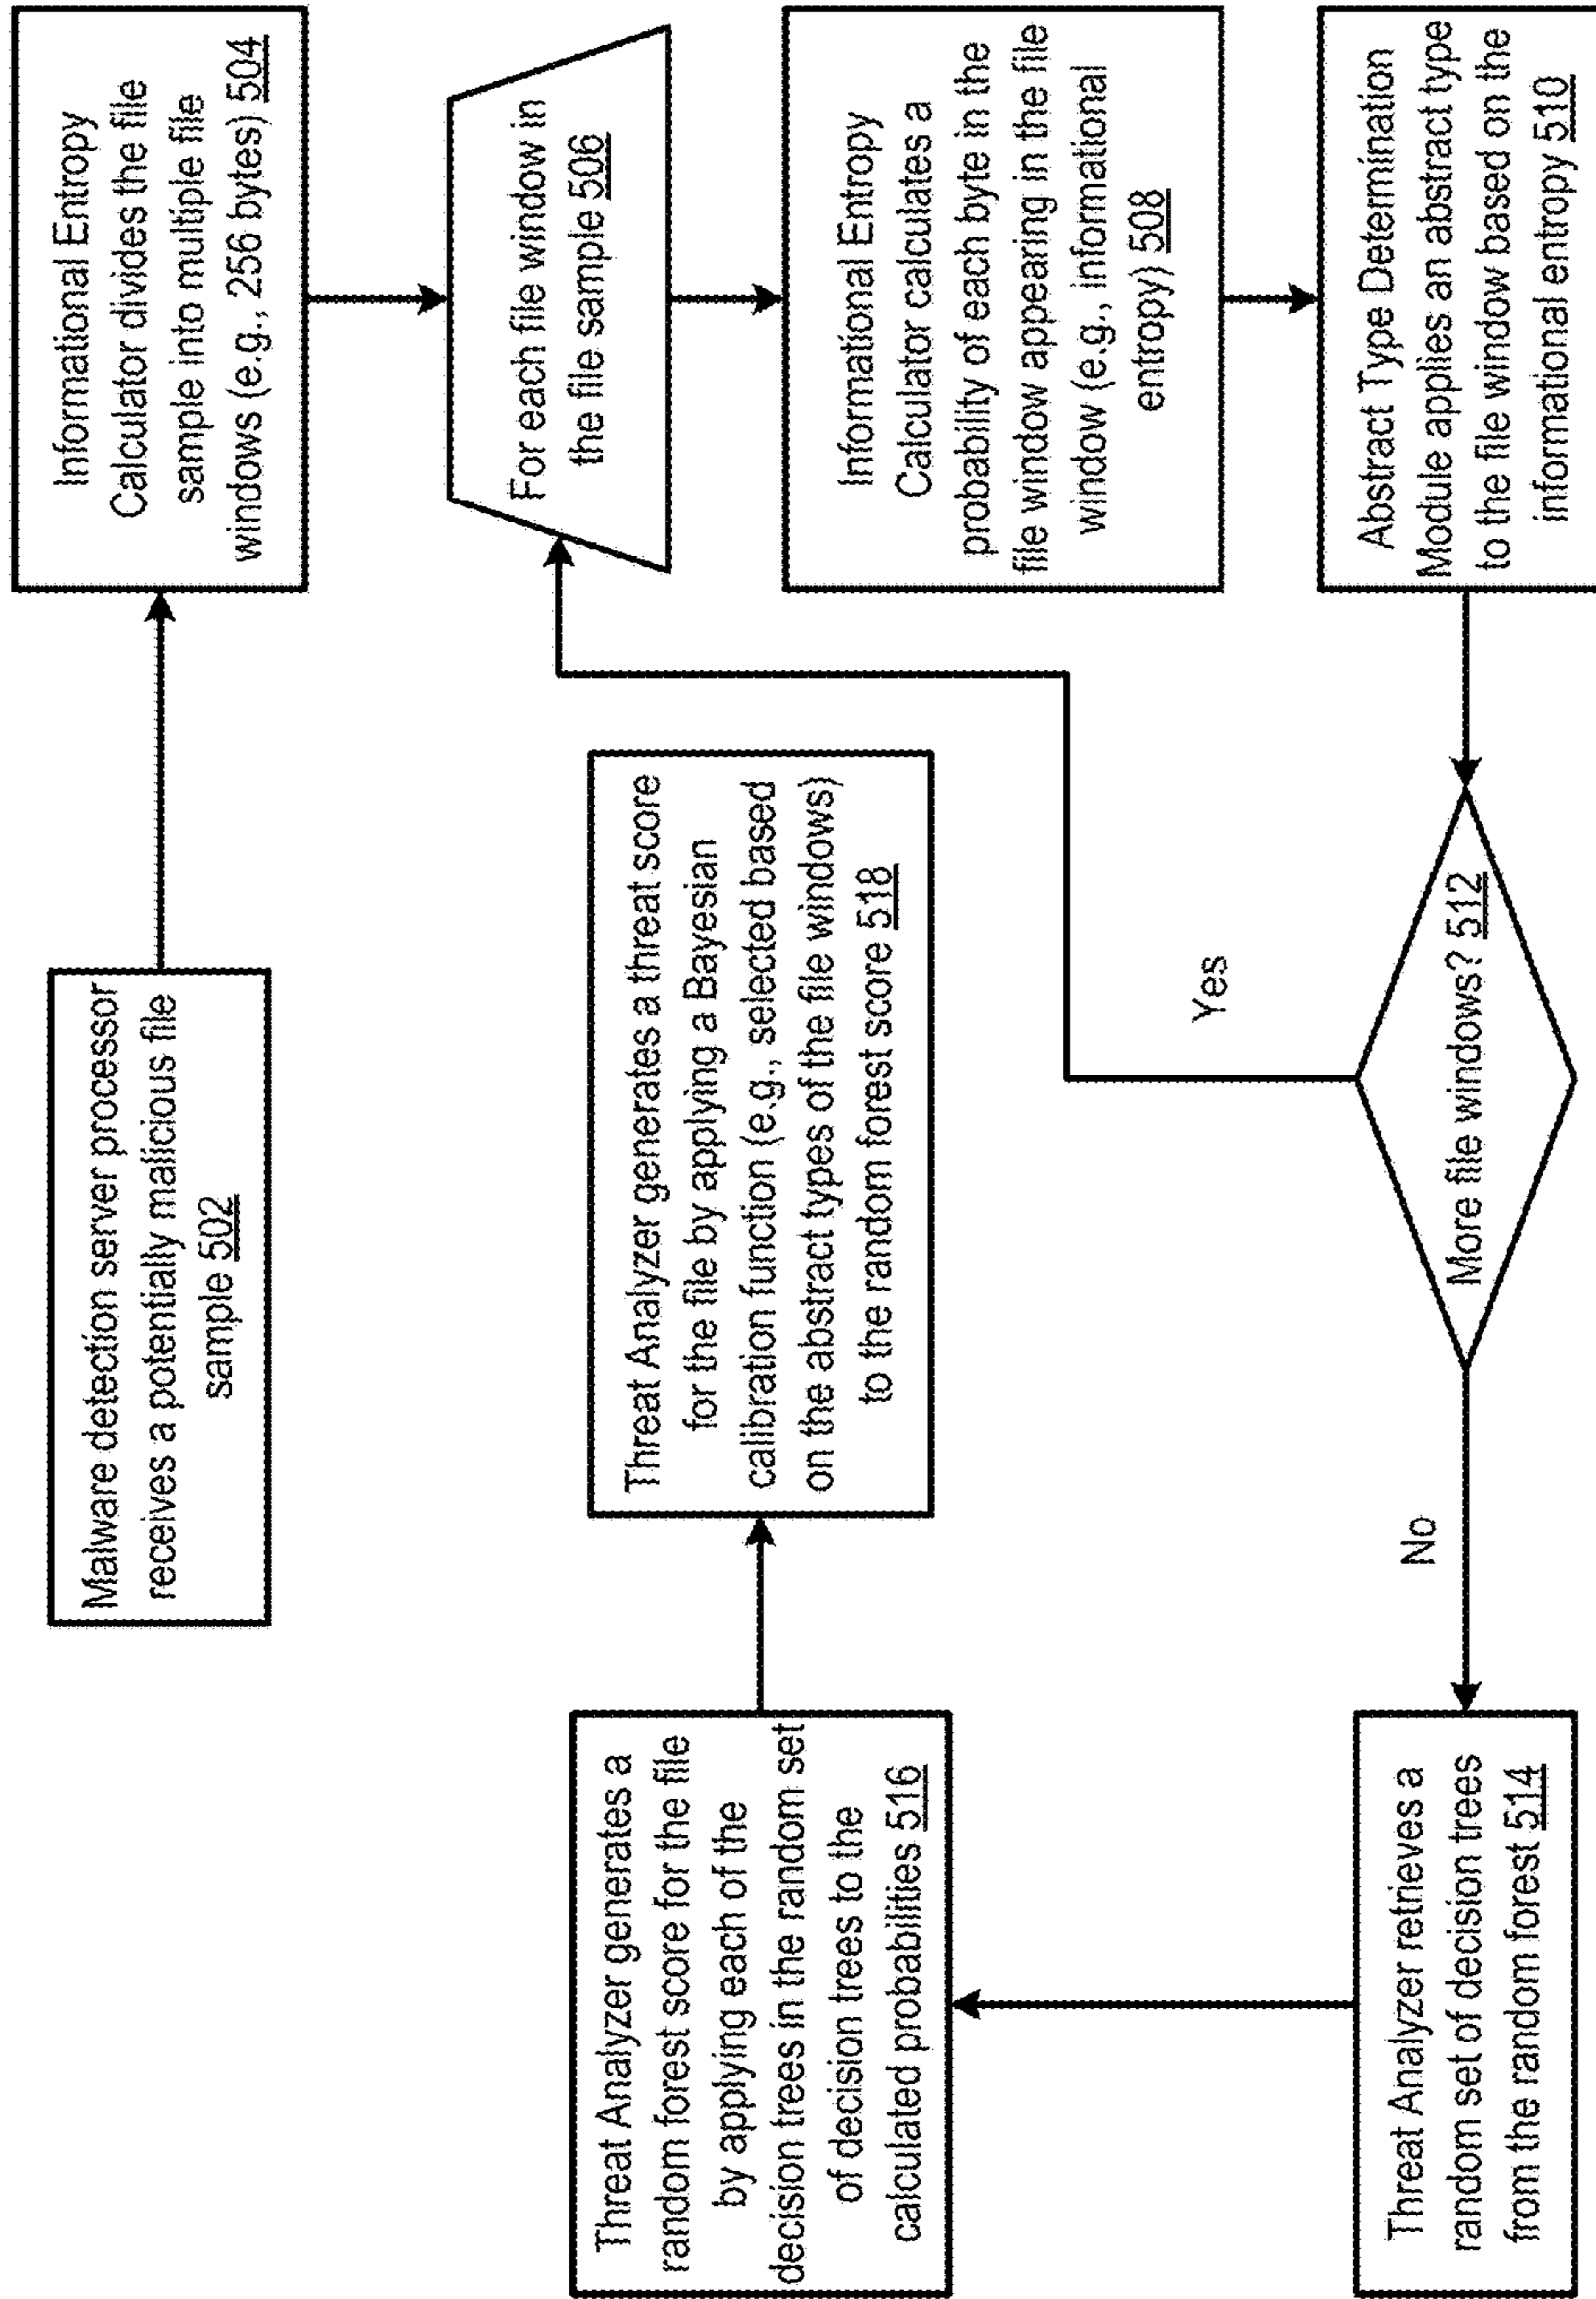 Malware detection server processor
receives a potentially malicious file
sample 502
Informational Entropy
Calculator divides the file
sample into multiple file
windows (e.g., 256 bytes) 504
For each file window in
the file sample 506
Informational Entropy
Calculator calculates a
probability of each byte in the
file window appearing in the file
window (e.g., informational
entropy) 508
Abstract Type Determination
Module applies an abstract type
to the file window based on the
informational entropy 510
More file windows? 512
Yes
No
Threat Analyzer retrieves a
random set of decision trees
from the random forest 514
Threat Analyzer generates a
random forest score for the file
by applying each of the
decision trees in the random set
of decision trees to the
calculated probabilities 516
Threat Analyzer generates a threat score
for the file by applying a Bayesian
calibration function (e.g., selected based
on the abstract types of the file windows)
to the random forest score 518